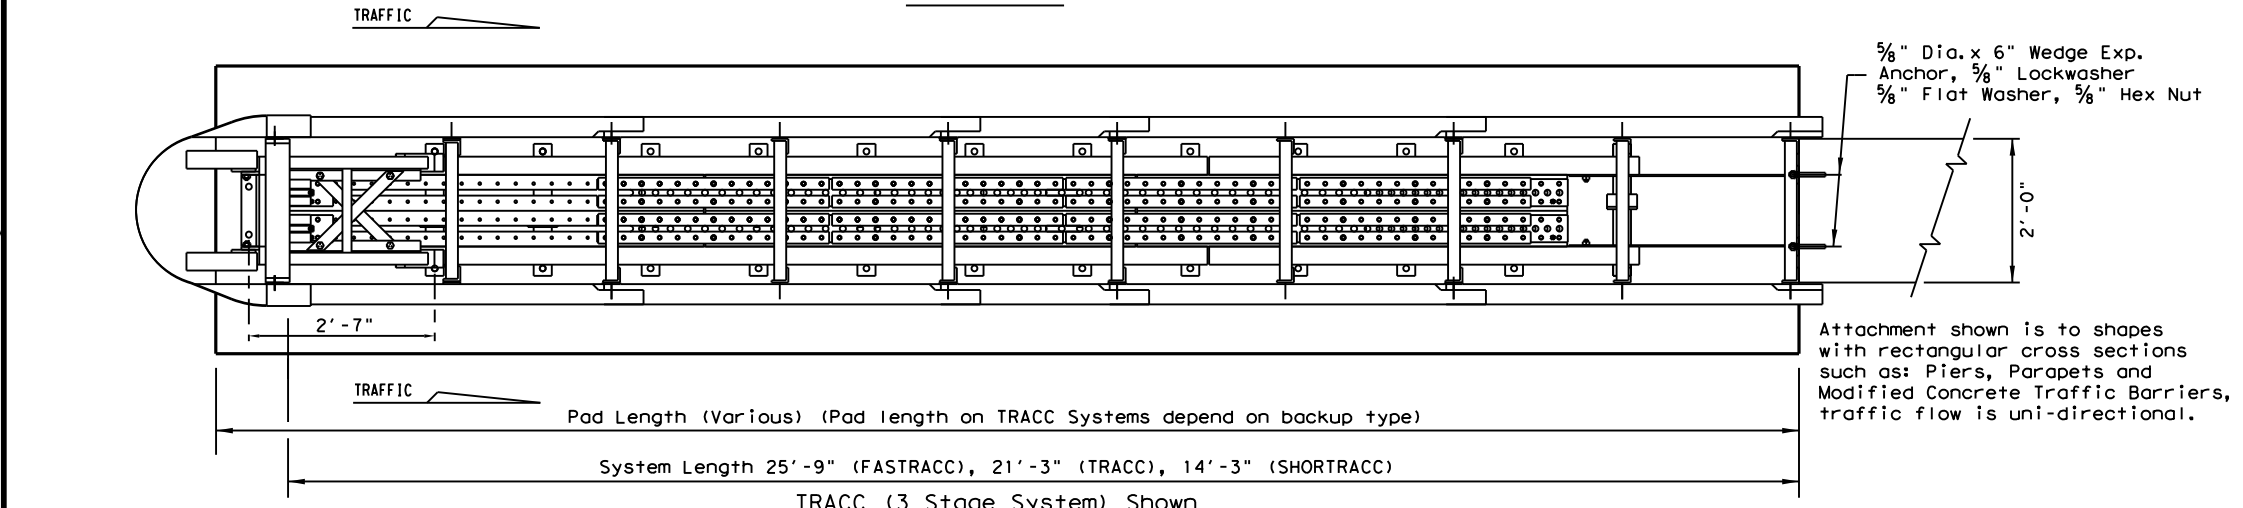 TRAFFIC
⅝" Dia. x 6" Wedge Exp.
Anchor, ⅝" Lockwasher
⅝" Flat Washer, ⅝" Hex Nut
2'-0"
2'-7"
Attachment shown is to shapes
with rectangular cross sections
such as: Piers, Parapets and
Modified Concrete Traffic Barriers,
traffic flow is uni-directional.
TRAFFIC
Pad Length (Various) (Pad length on TRACC Systems depend on backup type)
System Length 25'-9" (FASTRACC), 21'-3" (TRACC), 14'-3" (SHORTRACC)
TRACC (3 Stage System) Shown